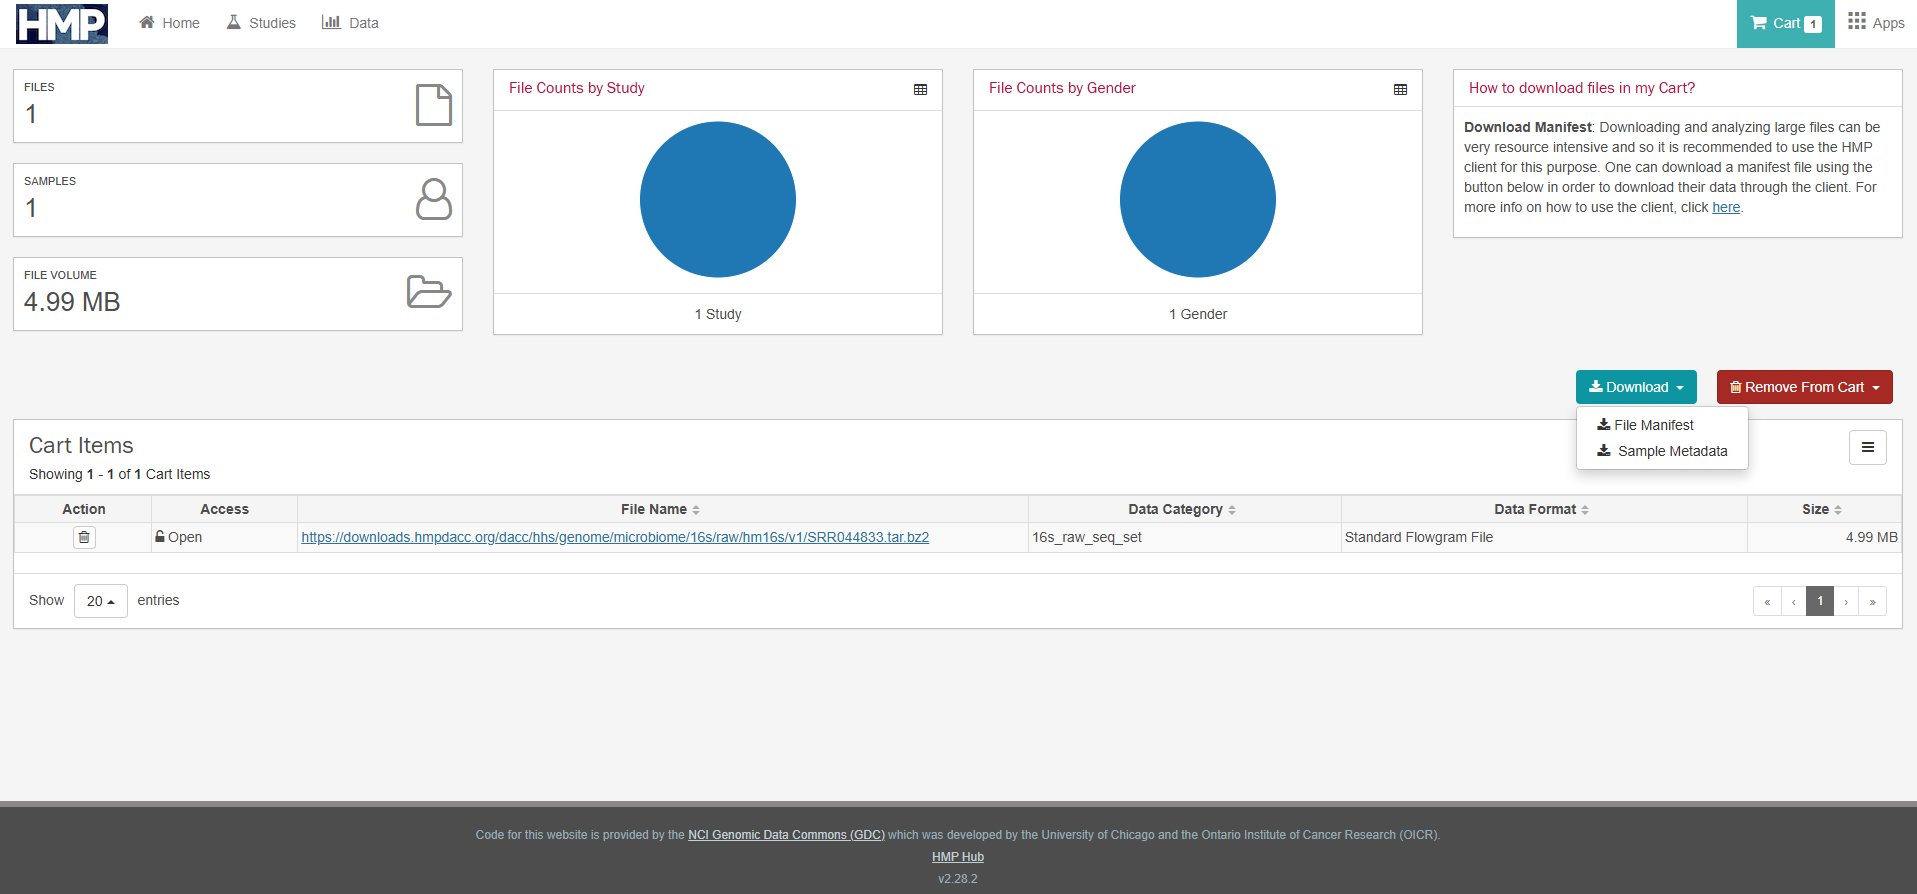 HMP
Home
Studies
Data
Cart 1
Apps
FILES
1
SAMPLES
1
FILE VOLUME
4.99 MB
File Counts by Study
1 Study
File Counts by Gender
1 Gender
How to download files in my Cart?
Download Manifest: Downloading and analyzing large files can be
very resource intensive and so it is recommended to use the HMP
client for this purpose. One can download a manifest file using the
button below in order to download their data through the client. For
more info on how to use the client, click here.
Download
Remove From Cart
File Manifest
Sample Metadata
Cart Items
Showing 1 - 1 of 1 Cart Items
Action Access File Name Data Category Data Format Size
Open https://downloads.hmpdacc.org/dacc/hhs/genome/microbiome/16s/raw/hm16s/v1/SRR044833.tar.bz2 16s_raw_seq_set Standard Flowgram File 4.99 MB
Show 20 entries
« ‹ 1 › »
Code for this website is provided by the NCI Genomic Data Commons (GDC) which was developed by the University of Chicago and the Ontario Institute of Cancer Research (OICR).
HMP Hub
v2.28.2